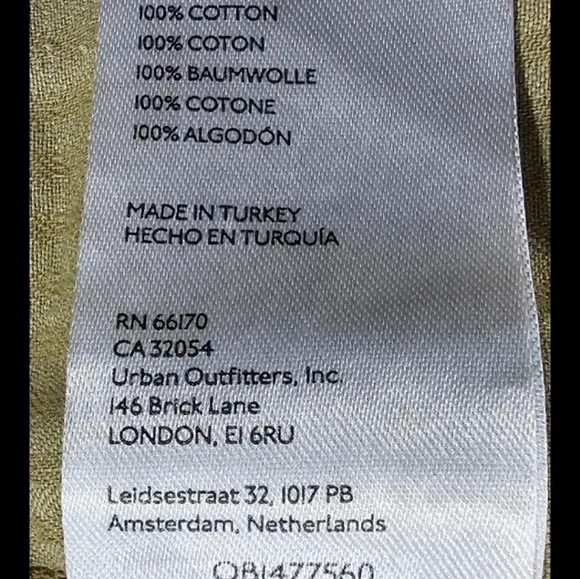 100% COTTON
100% COTON
100% BAUMWOLLE
100% COTONE
100% ALGODÓN
MADE IN TURKEY
HECHO EN TURQUÍA
RN 66170
CA 32054
Urban Outfitters, Inc.
146 Brick Lane
LONDON, E1 6RU
Leidsestraat 32, 1017 PB
Amsterdam, Netherlands